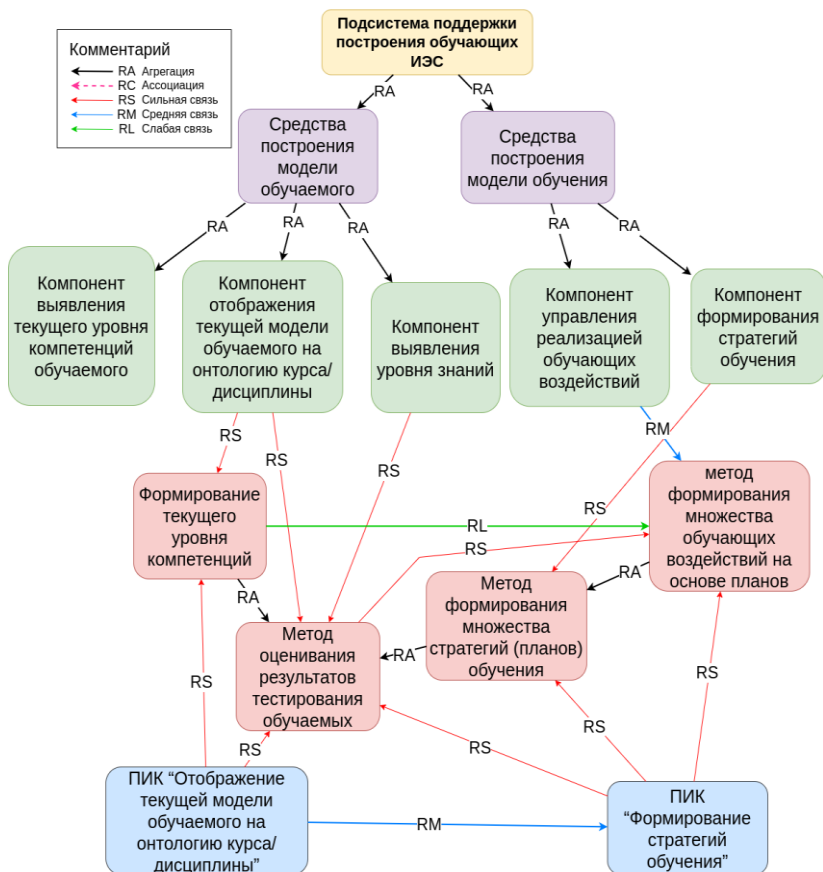 Подсистема поддержки
построения обучающих
ИЭС
Комментарий
RA Агрегация
RC Ассоциация
RS Сильная связь
RM Средняя связь
RL Слабая связь
RA
RA
Средства
построения
модели
обучаемого
Средства
построения
модели обучения
RA
RA
RA
RA
RA
Компонент
выявления
текущего уровня
компетенций
обучаемого
Компонент
отображения
текущей модели
обучаемого на
онтологию курса/
дисциплины
Компонент
выявления
уровня знаний
Компонент
управления
реализацией
обучающих
воздействий
Компонент
формирования
стратегий
обучения
RS
RS
RS
RM
RS
Формирование
текущего
уровня
компетенций
RL
RS
метод
формирования
множества
обучающих
воздействий на
основе планов
RA
RA
Метод
формирования
множества
стратегий (планов)
обучения
RA
Метод
оценивания
результатов
тестирования
обучаемых
RS
RS
RS
RS
RS
ПИК “Отображение
текущей модели
обучаемого на
онтологию курса/
дисциплины”
RM
ПИК
“Формирование
стратегий
обучения”